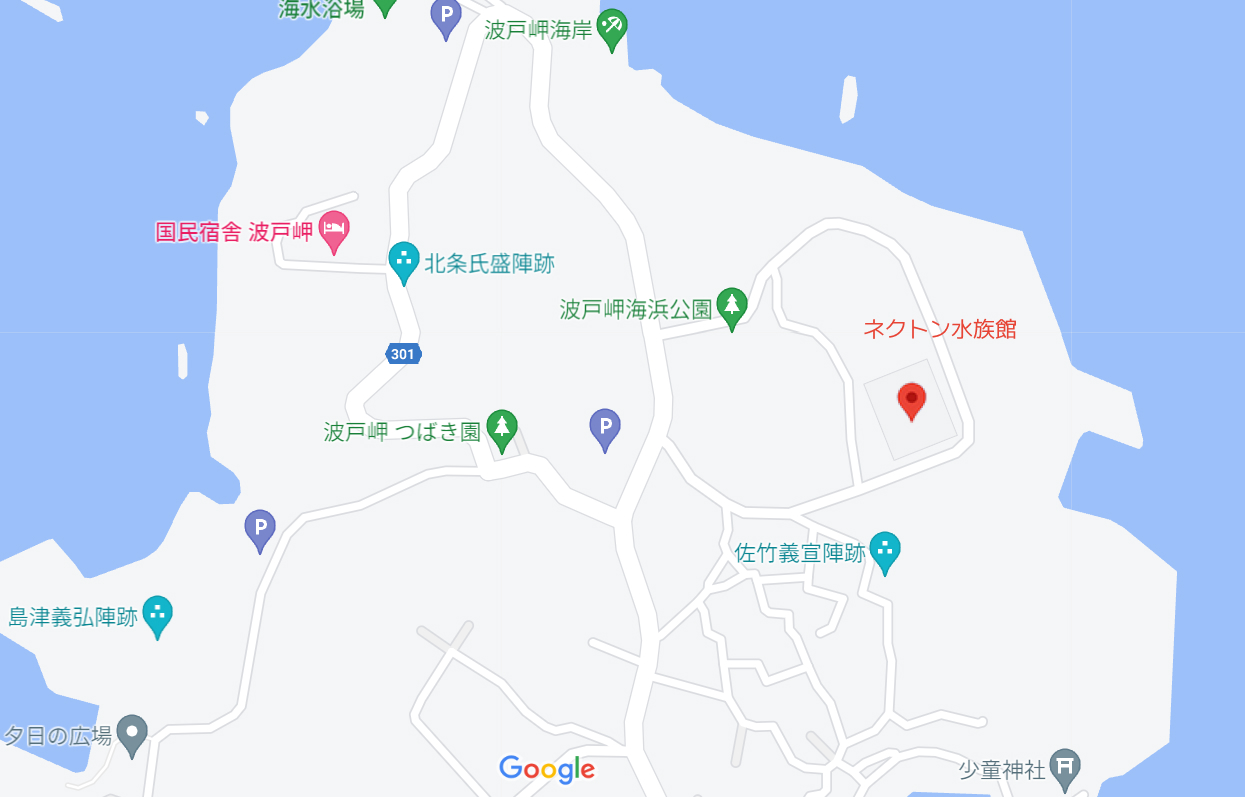 海水浴場
P
波戸岬海岸
国民宿舎 波戸岬
北条氏盛陣跡
波戸岬海浜公園
ネクトン水族館
301
波戸岬 つばき園
P
P
佐竹義宣陣跡
島津義弘陣跡
夕日の広場
Google
少童神社